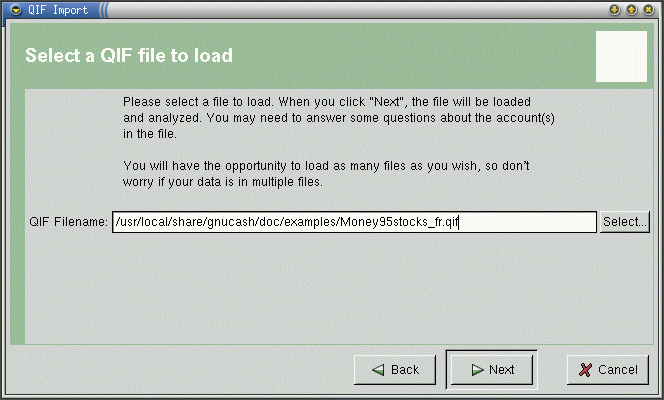 QIF Import
Select a QIF file to load
Please select a file to load. When you click "Next", the file will be loaded
and analyzed. You may need to answer some questions about the account(s)
in the file.
You will have the opportunity to load as many files as you wish, so don't
worry if your data is in multiple files.
QIF Filename: /usr/local/share/gnucash/doc/examples/Money95stocks_fr.qif Select...
Back Next Cancel